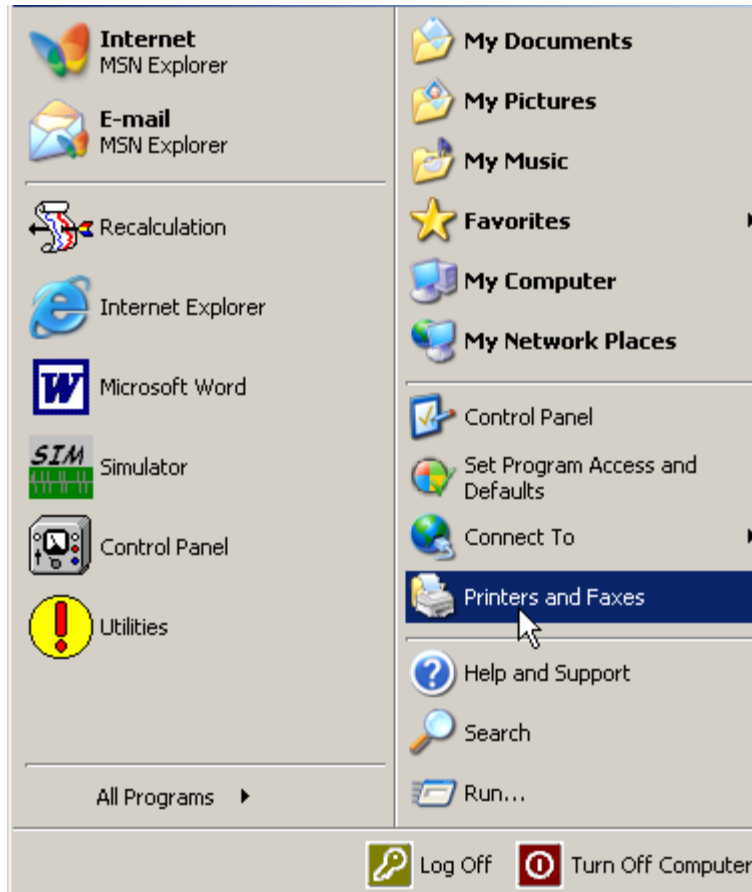 Internet
MSN Explorer
E-mail
MSN Explorer
Recalculation
Internet Explorer
W
Microsoft Word
SIM
Simulator
Control Panel
Utilities
All Programs
My Documents
My Pictures
My Music
Favorites
My Computer
My Network Places
Control Panel
Set Program Access and
Defaults
Connect To
Printers and Faxes
Help and Support
Search
Run...
Log Off
Turn Off Computer